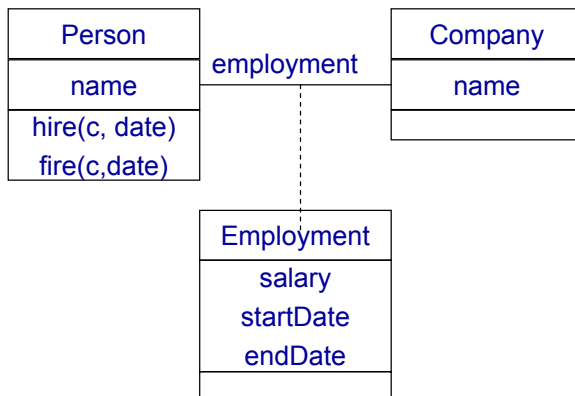 Person
name
hire(c, date)
fire(c,date)
employment
Company
name
Employment
salary
startDate
endDate